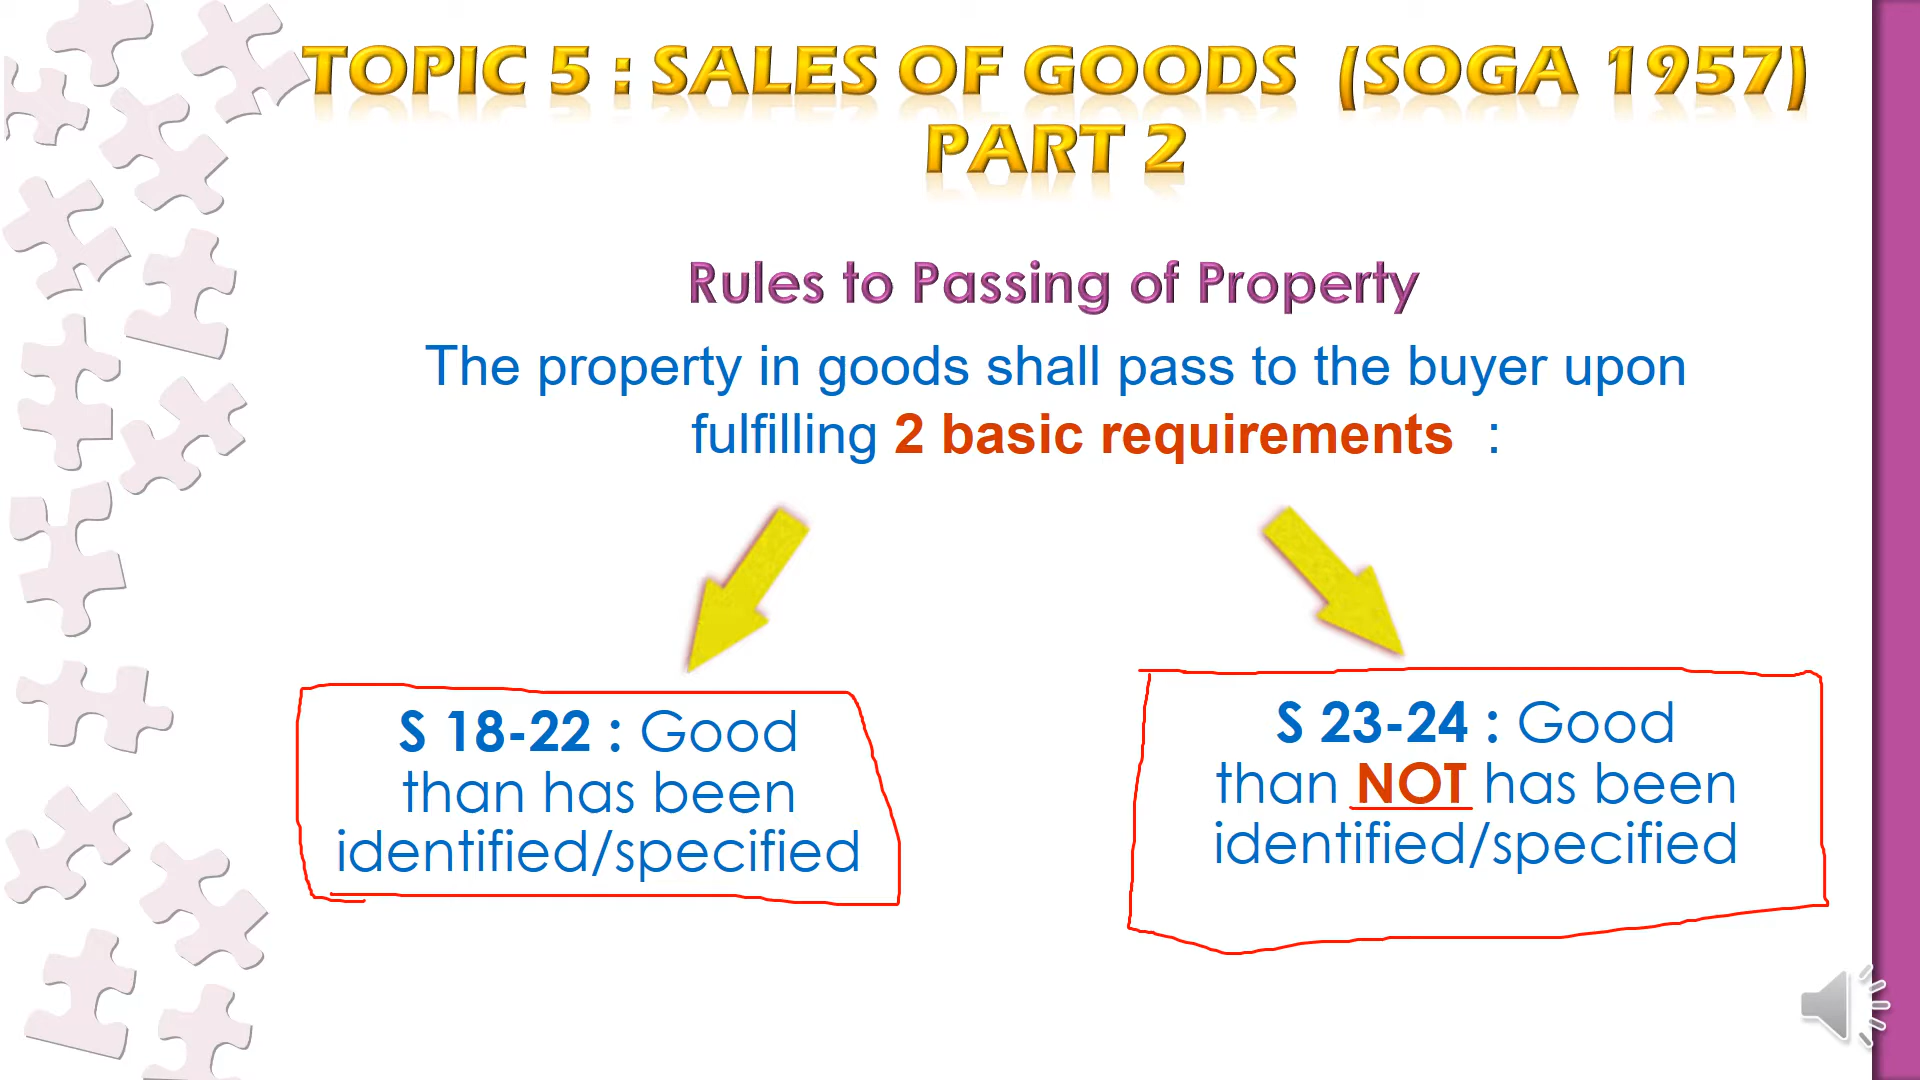 TOPIC 5 : SALES OF GOODS (SOGA 1957)
PART 2
Rules to Passing of Property
The property in goods shall pass to the buyer upon
fulfilling 2 basic requirements :
S 18-22 : Good
than has been
identified/specified
S 23-24 : Good
than NOT has been
identified/specified